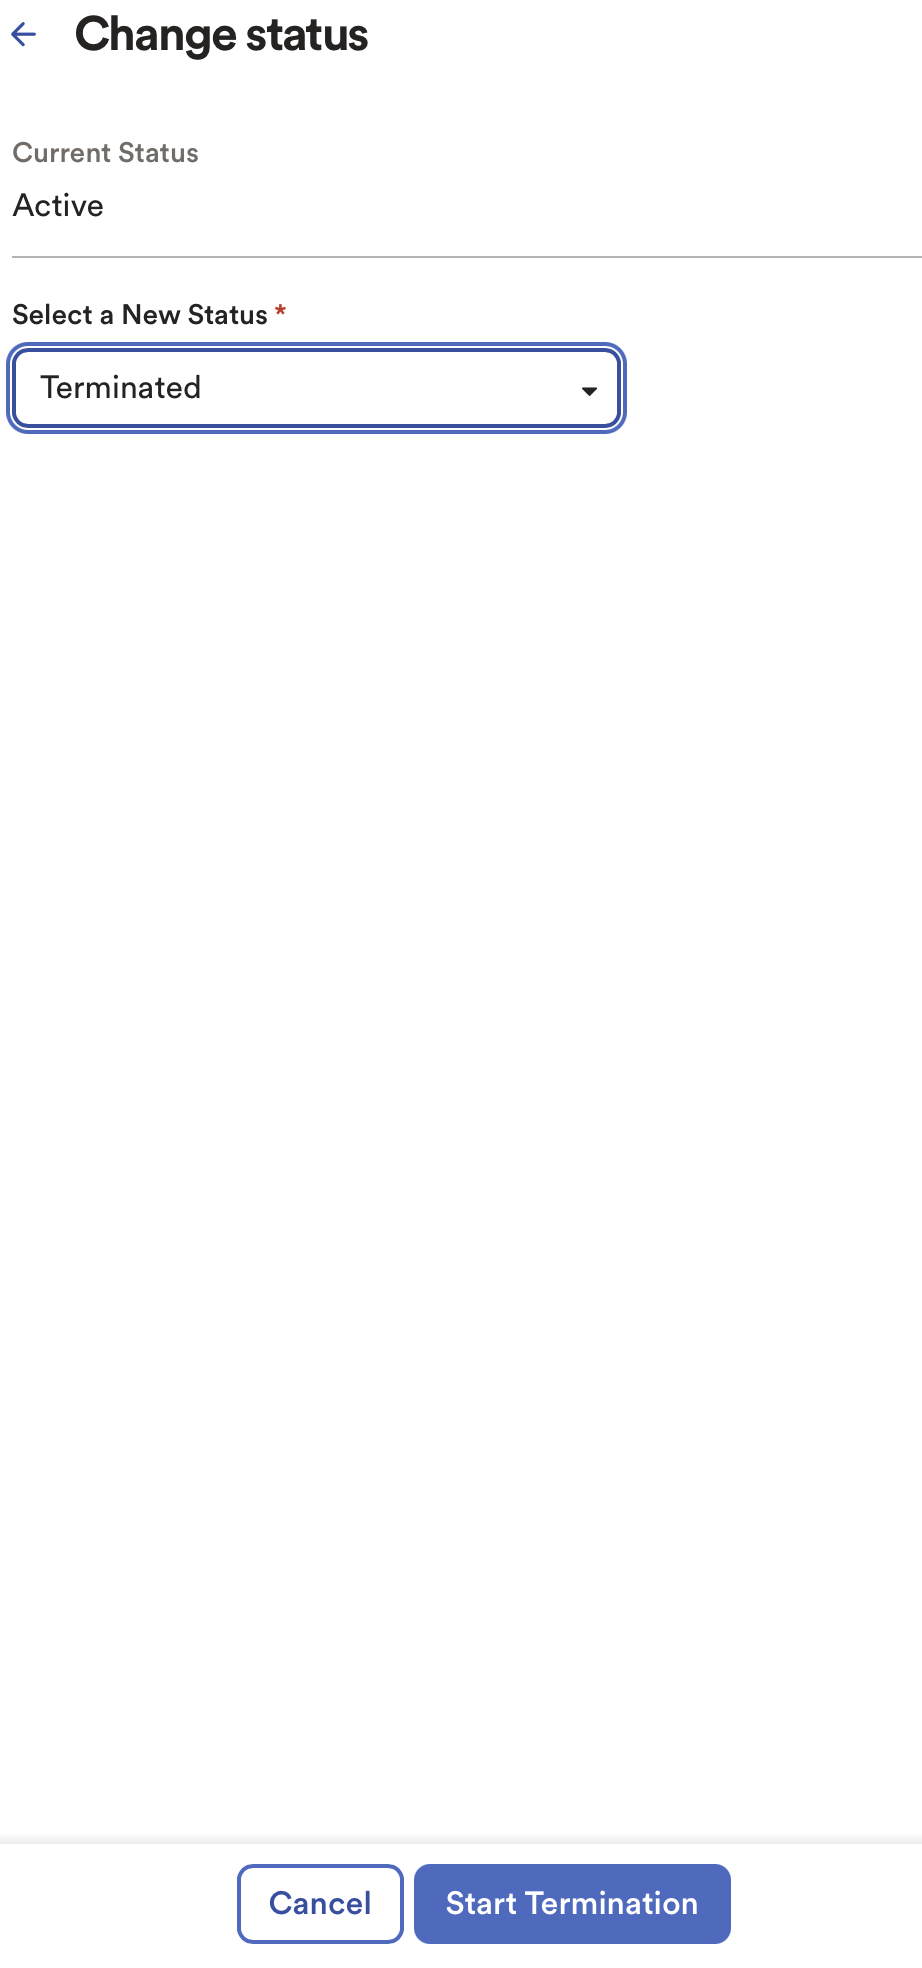 Change status
Current Status
Active
Select a New Status *
Terminated
Cancel
Start Termination